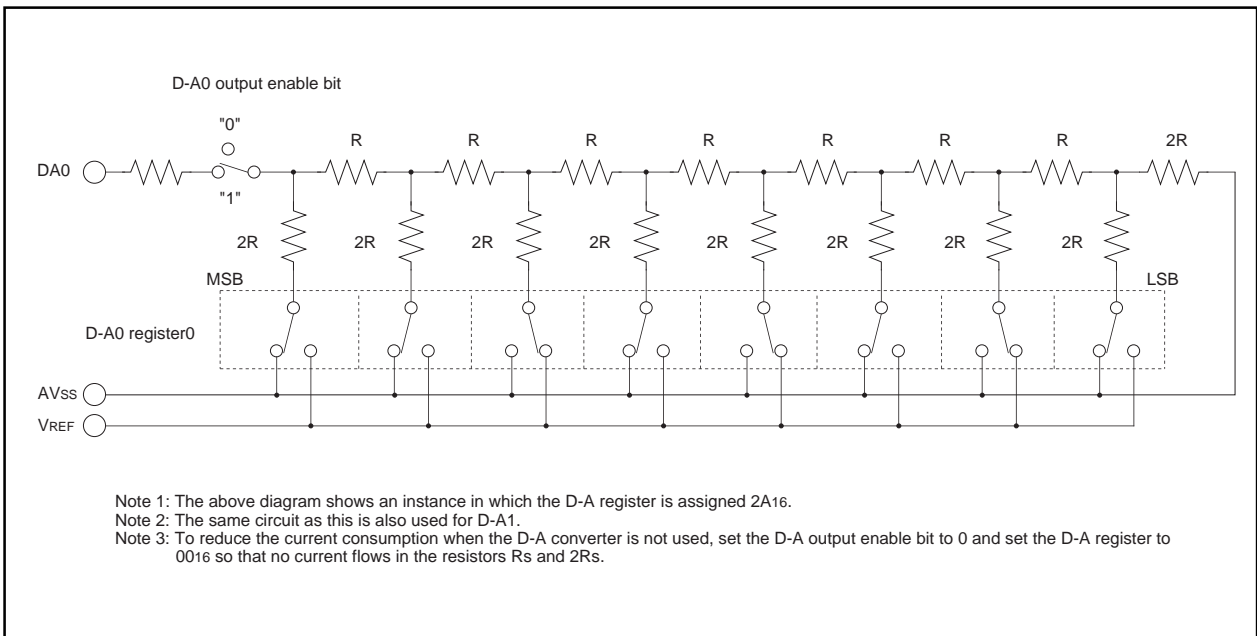 D-A0 output enable bit
"0"
R R R R R R R 2R
DA0
"1"
2R 2R 2R 2R 2R 2R 2R 2R
MSB LSB
D-A0 register0
AVSS
VREF
Note 1: The above diagram shows an instance in which the D-A register is assigned 2A16.
Note 2: The same circuit as this is also used for D-A1.
Note 3: To reduce the current consumption when the D-A converter is not used, set the D-A output enable bit to 0 and set the D-A register to
0016 so that no current flows in the resistors Rs and 2Rs.